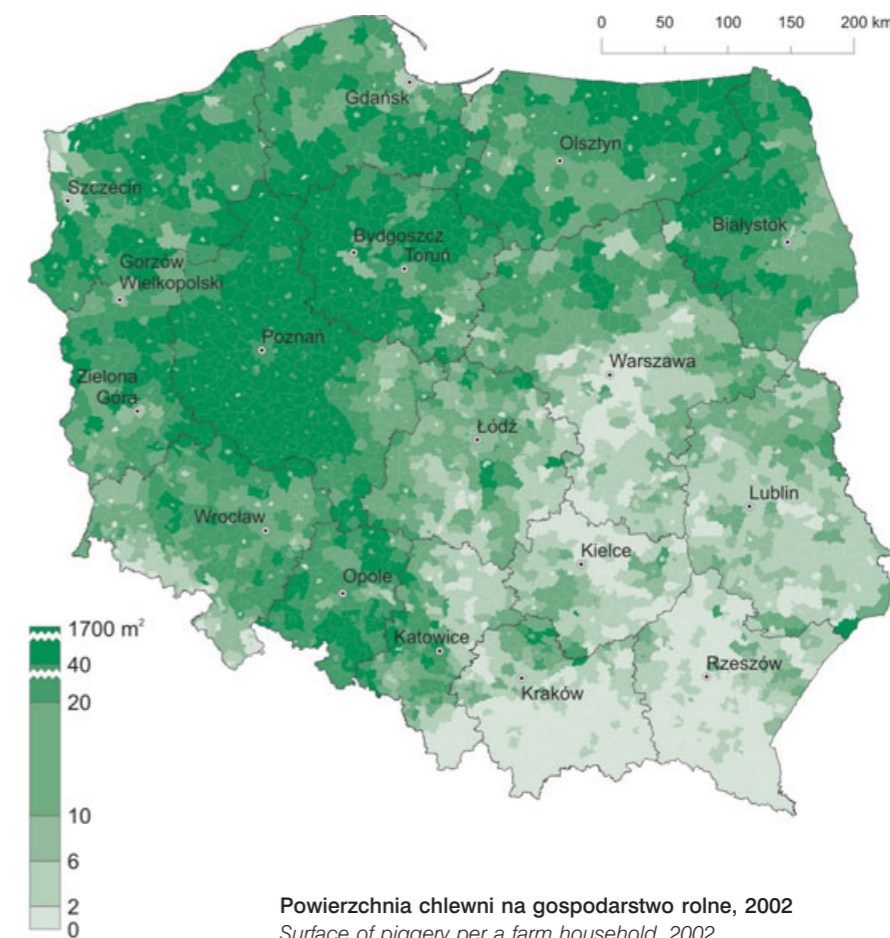 0 50 100 150 200 km
Gdańsk
Olsztyn
Szczecin
Białystok
Bydgoszcz
Toruń
Gorzów
Wielkopolski
Poznań
Warszawa
Zielona
Góra
Łódź
Lublin
Wrocław
Kielce
Opole
Katowice
Rzeszów
Kraków
1700 m²
40
20
10
6
2
0
Powierzchnia chlewni na gospodarstwo rolne, 2002
Surface of piggery per a farm household, 2002